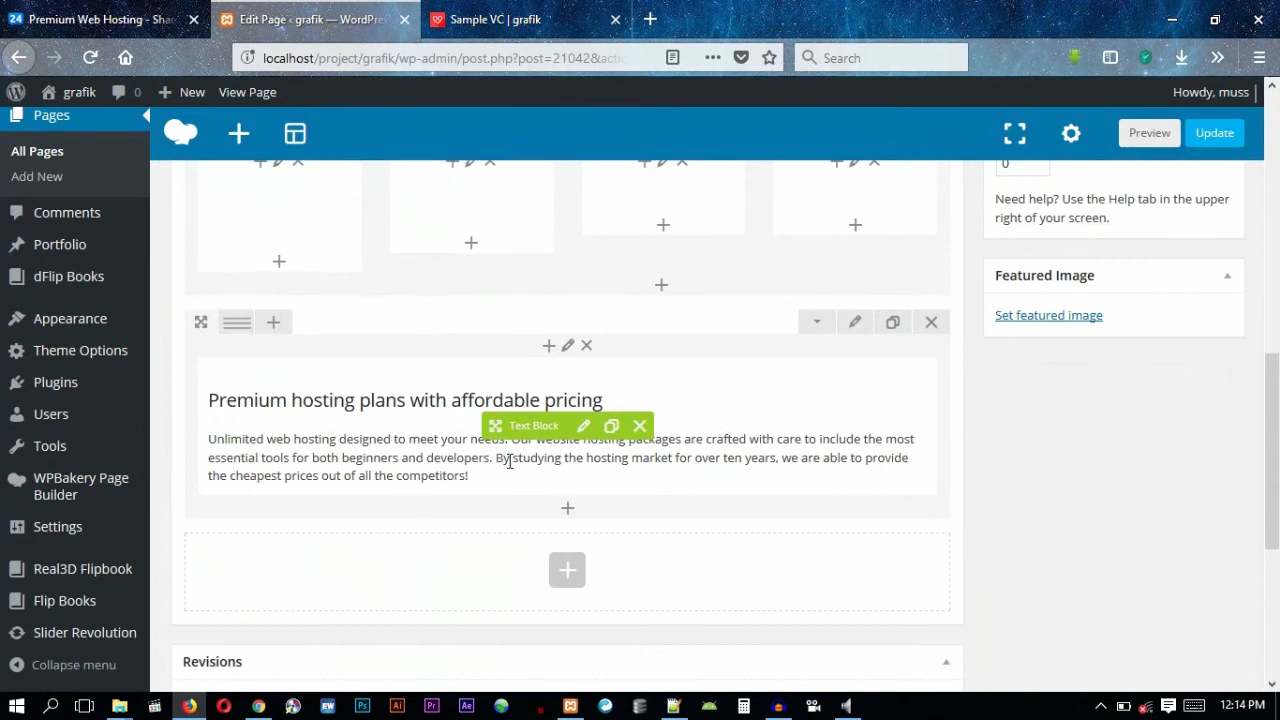 Premium Web Hosting - Sha
Edit Page ‹ grafik — WordPre
Sample VC | grafik
localhost/project/grafik/wp-admin/post.php?post=21042&acti
Search
grafik
0
New
View Page
Howdy, muss
Pages
All Pages
Add New
Comments
Portfolio
dFlip Books
Appearance
Theme Options
Plugins
Users
Tools
WPBakery Page
Builder
Settings
Real3D Flipbook
Flip Books
Slider Revolution
Collapse menu
Preview
Update
0
Need help? Use the Help tab in the upper
right of your screen.
Featured Image
Set featured image
Premium hosting plans with affordable pricing
Text Block
Unlimited web hosting designed to meet your needs. Our website hosting packages are crafted with care to include the most
essential tools for both beginners and developers. By studying the hosting market for over ten years, we are able to provide
the cheapest prices out of all the competitors!
Revisions
12:14 PM